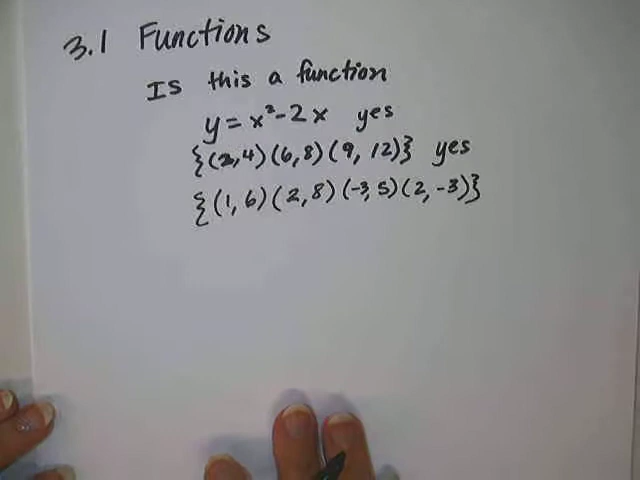 3.1 Functions
Is this a function
y = x² - 2x yes
{(3,4)(6,8)(9,12)} yes
{(1,6)(2,8)(-3,5)(2,-3)}